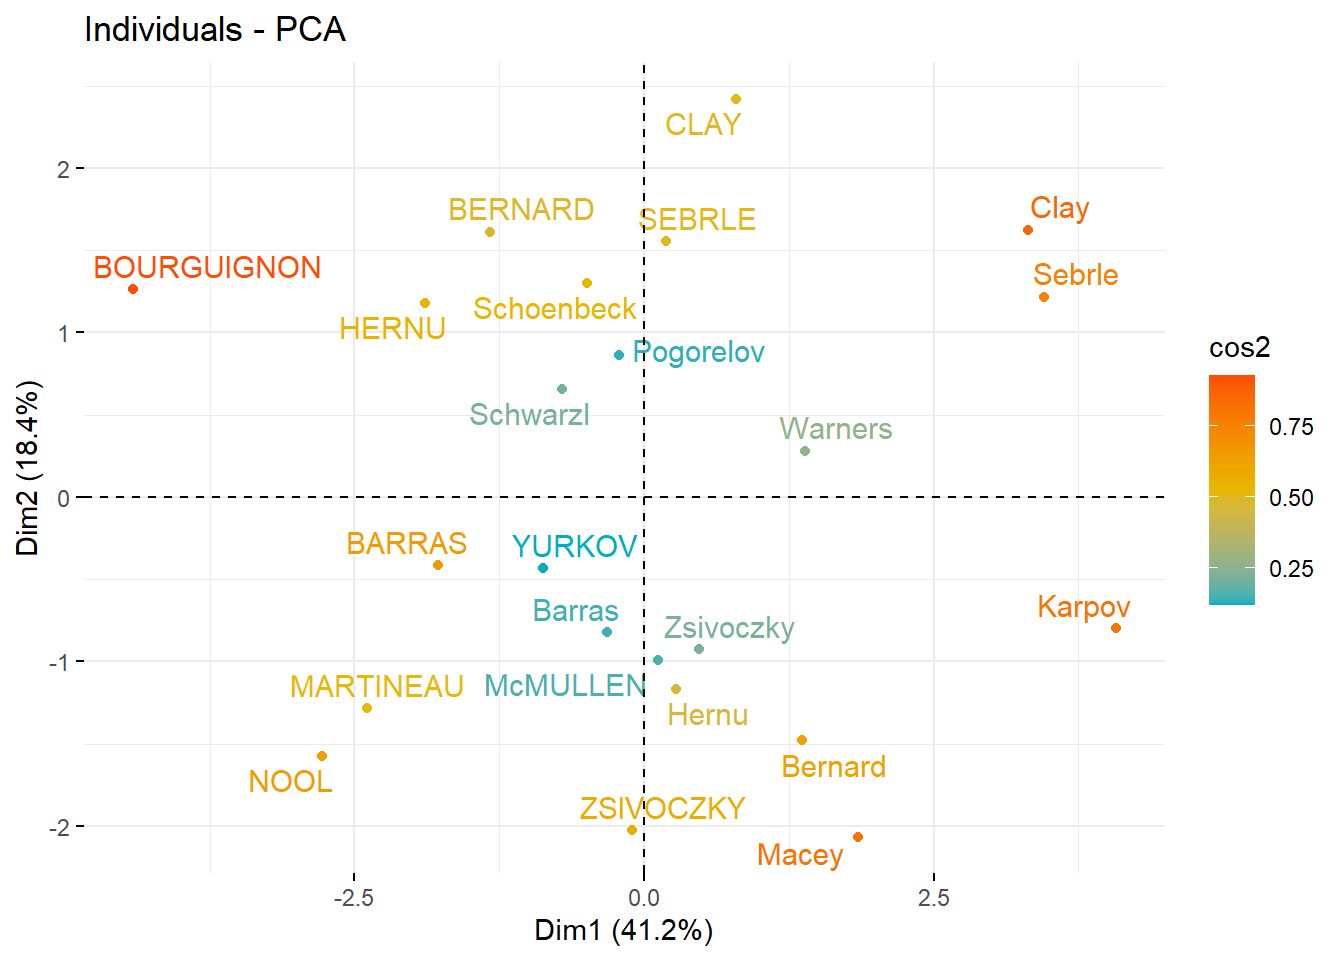 Individuals - PCA
CLAY
Clay
BERNARD
SEBRLE
BOURGUIGNON
Sebrle
HERNU
Schoenbeck
Pogorelov
Schwarzl
Warners
BARRAS
YURKOV
Barras
Zsivoczky
Karpov
MARTINEAU
McMULLEN
Hernu
NOOL
Bernard
ZSIVOCZKY
Macey
2
1
0
-1
-2
Dim2 (18.4%)
-2.5
0.0
2.5
Dim1 (41.2%)
cos2
0.75
0.50
0.25